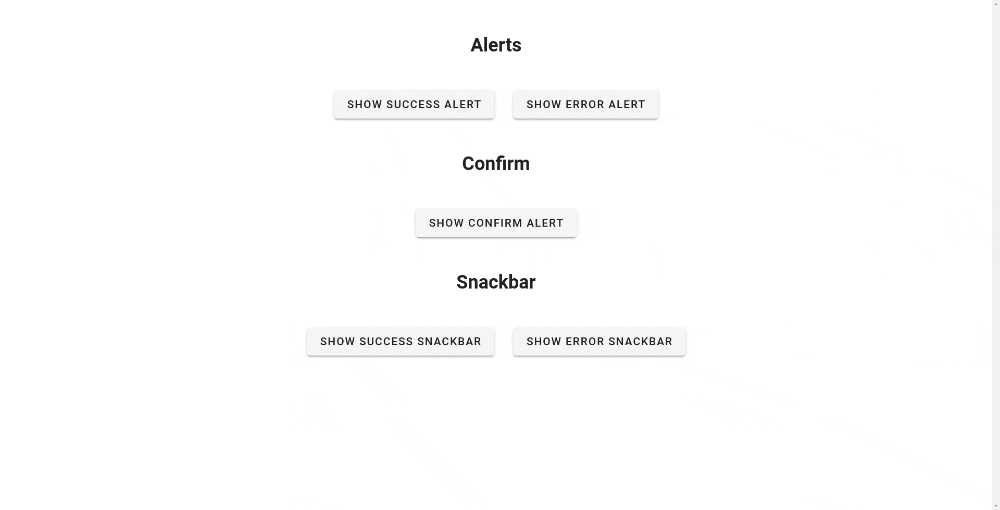 Alerts
SHOW SUCCESS ALERT SHOW ERROR ALERT
Confirm
SHOW CONFIRM ALERT
Snackbar
SHOW SUCCESS SNACKBAR SHOW ERROR SNACKBAR